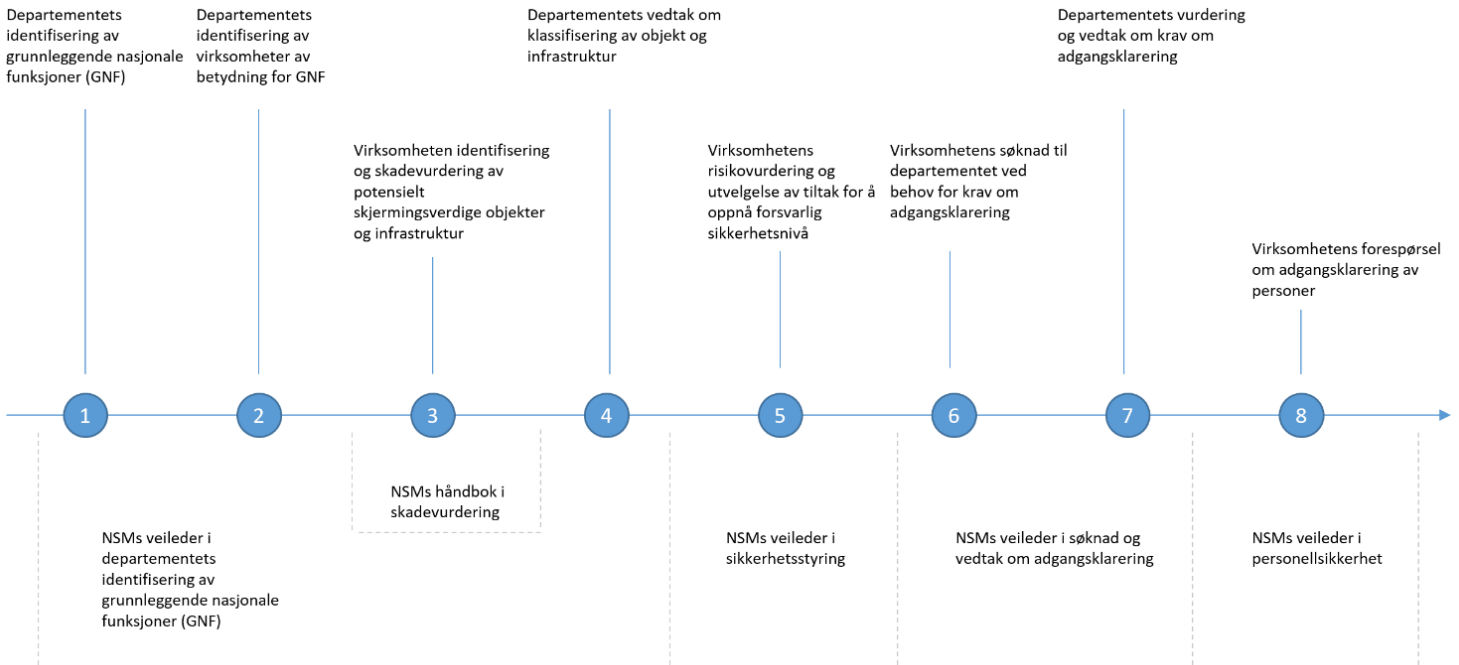 Departementets
identifisering av
grunnleggende nasjonale
funksjoner (GNF)
Departementets
identifisering av
virksomheter av
betydning for GNF
Virksomheten identifisering
og skadevurdering av
potensielt
skjermingsverdige objekter
og infrastruktur
Departementets vedtak om
klassifisering av objekt og
infrastruktur
Virksomhetens
risikovurdering og
utvelgelse av tiltak for å
oppnå forsvarlig
sikkerhetsnivå
Virksomhetens søknad til
departementet ved
behov for krav om
adgangsklarering
Departementets vurdering
og vedtak om krav om
adgangsklarering
Virksomhetens forespørsel
om adgangsklarering av
personer
1
2
3
4
5
6
7
8
NSMs veileder i
departementets
identifisering av
grunnleggende nasjonale
funksjoner (GNF)
NSMs håndbok i
skadevurdering
NSMs veileder i
sikkerhetsstyring
NSMs veileder i søknad og
vedtak om adgangsklarering
NSMs veileder i
personellsikkerhet